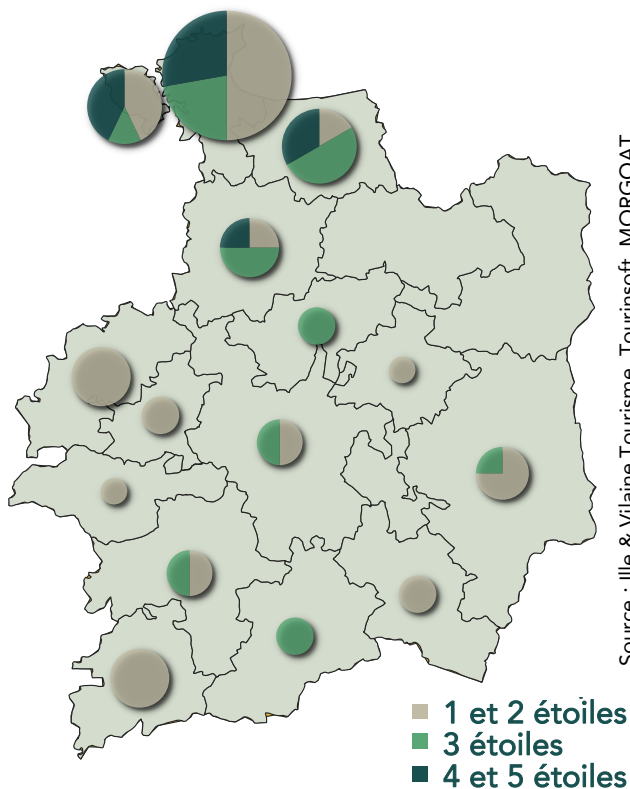 Source : Ille & Vilaine Tourisme, Tourinsoft, MORGOAT
1 et 2 étoiles
3 étoiles
4 et 5 étoiles